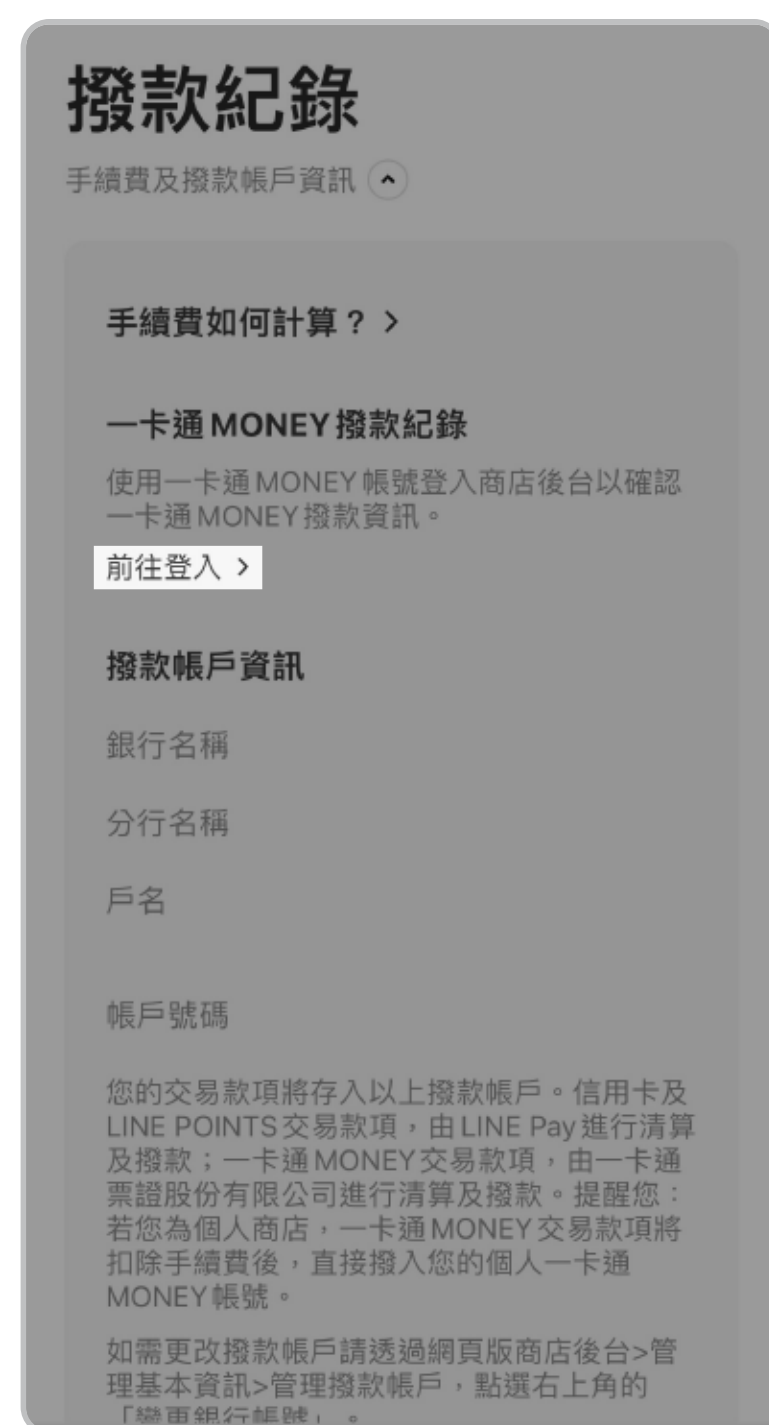 撥款紀錄
手續費及撥款帳戶資訊
手續費如何計算？ >
一卡通 MONEY 撥款紀錄
使用一卡通 MONEY 帳號登入商店後台以確認
一卡通 MONEY 撥款資訊。
前往登入 >
撥款帳戶資訊
銀行名稱
分行名稱
戶名
帳戶號碼
您的交易款項將存入以上撥款帳戶。信用卡及
LINE POINTS 交易款項，由 LINE Pay 進行清算
及撥款；一卡通 MONEY 交易款項，由一卡通
票證股份有限公司進行清算及撥款。提醒您：
若您為個人商店，一卡通 MONEY 交易款項將
扣除手續費後，直接撥入您的個人一卡通
MONEY 帳號。
如需更改撥款帳戶請透過網頁版商店後台>管
理基本資訊>管理撥款帳戶，點選右上角的
「變更銀行帳號」。